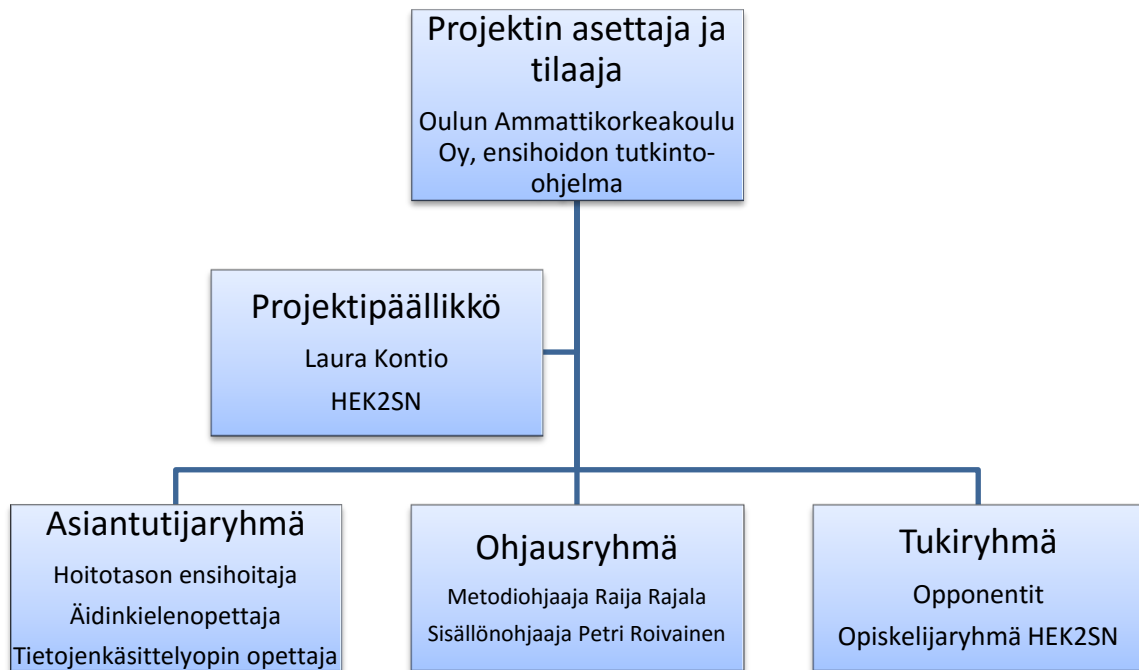 Projektin asettaja ja
tilaaja
Oulun Ammattikorkeakoulu
Oy, ensihoidon tutkinto-
ohjelma
Projektipäällikkö
Laura Kontio
HEK2SN
Asiantutijaryhmä
Hoitotason ensihoitaja
Äidinkielenopettaja
Tietojenkäsittelyopin opettaja
Ohjausryhmä
Metodiohjaaja Raija Rajala
Sisällönohjaaja Petri Roivainen
Tukiryhmä
Opponentit
Opiskelijaryhmä HEK2SN